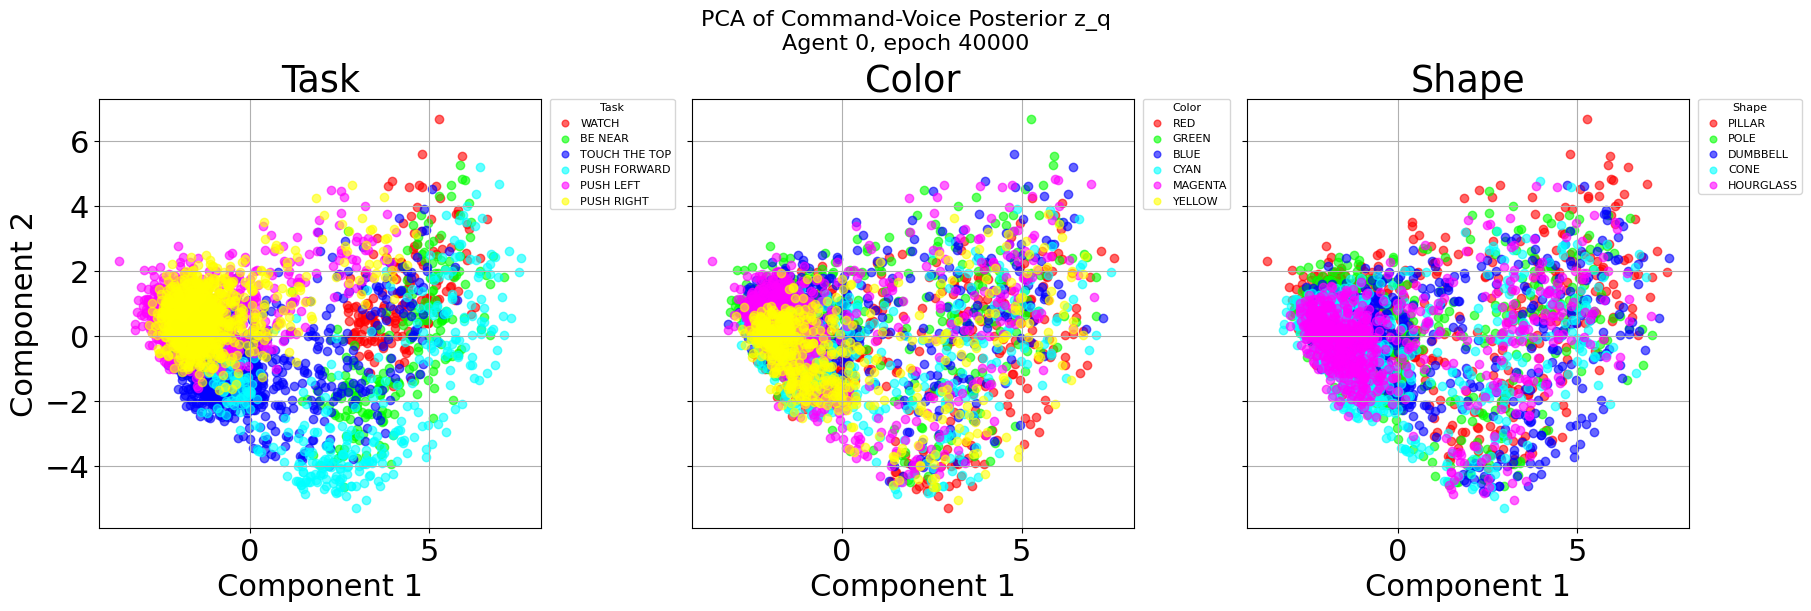 PCA of Command-Voice Posterior z_q
Agent 0, epoch 40000
Task
Component 2
6
4
2
0
−2
−4
0 5
Component 1
Task
WATCH
BE NEAR
TOUCH THE TOP
PUSH FORWARD
PUSH LEFT
PUSH RIGHT
Color
0 5
Component 1
Color
RED
GREEN
BLUE
CYAN
MAGENTA
YELLOW
Shape
0 5
Component 1
Shape
PILLAR
POLE
DUMBBELL
CONE
HOURGLASS